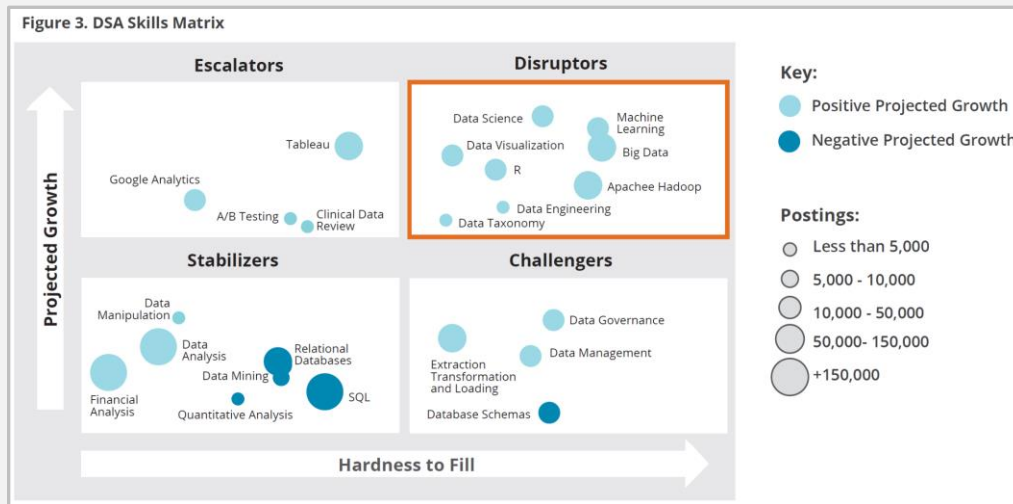 Figure 3. DSA Skills Matrix
Escalators
Disruptors
Tableau
Google Analytics
A/B Testing
Clinical Data
Review
Data Science
Machine
Learning
Data Visualization
Big Data
R
Apachee Hadoop
Data Engineering
Data Taxonomy
Stabilizers
Challengers
Data
Manipulation
Data
Analysis
Relational
Databases
Data Mining
Financial
Analysis
SQL
Quantitative Analysis
Data Governance
Data Management
Extraction
Transformation
and Loading
Database Schemas
Projected Growth
Hardness to Fill
Key:
Positive Projected Growth
Negative Projected Growth
Postings:
Less than 5,000
5,000 - 10,000
10,000 - 50,000
50,000- 150,000
+150,000